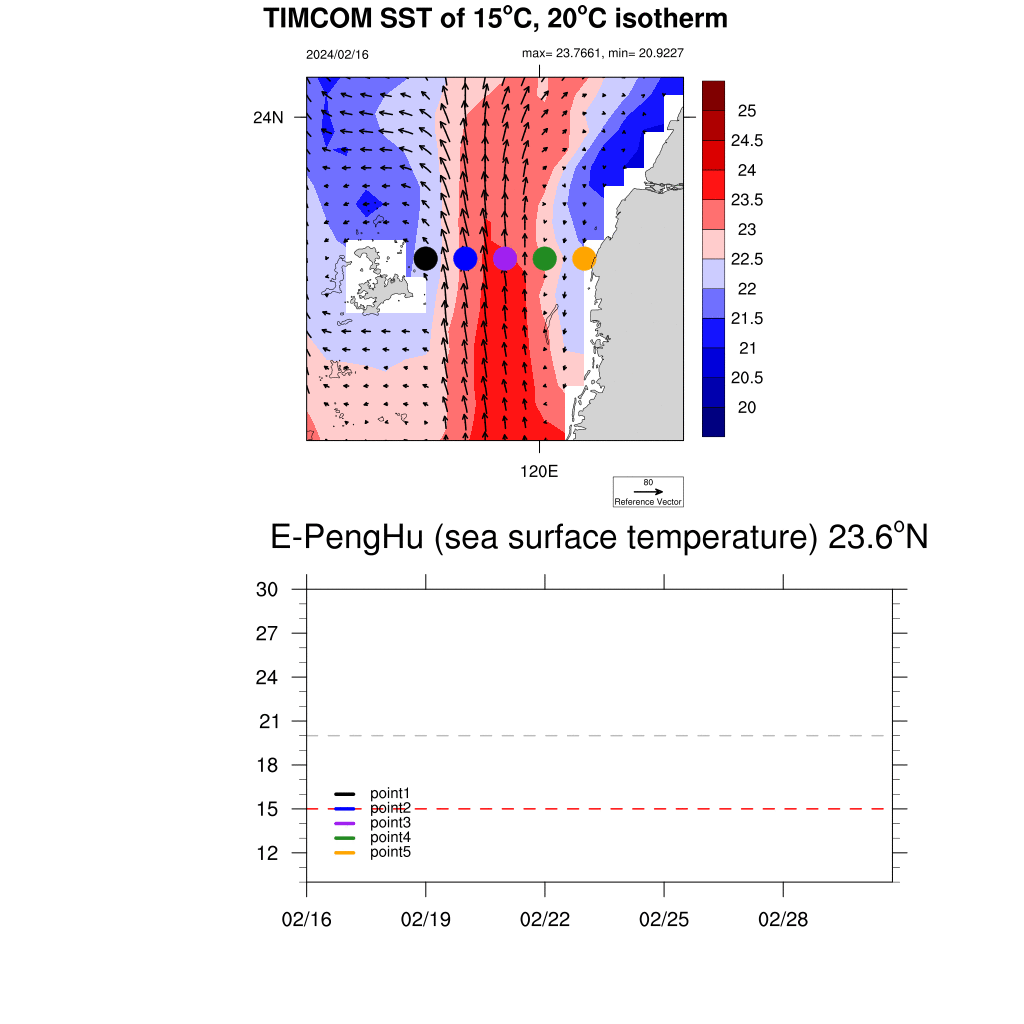 TIMCOM SST of 15°C, 20°C isotherm
2024/02/16 max= 23.7661, min= 20.9227
24N
25
24.5
24
23.5
23
22.5
22
21.5
21
20.5
20
120E
80
Reference Vector
E-PengHu (sea surface temperature) 23.6°N
30
27
24
21
18
15
12
point1
point2
point3
point4
point5
02/16 02/19 02/22 02/25 02/28